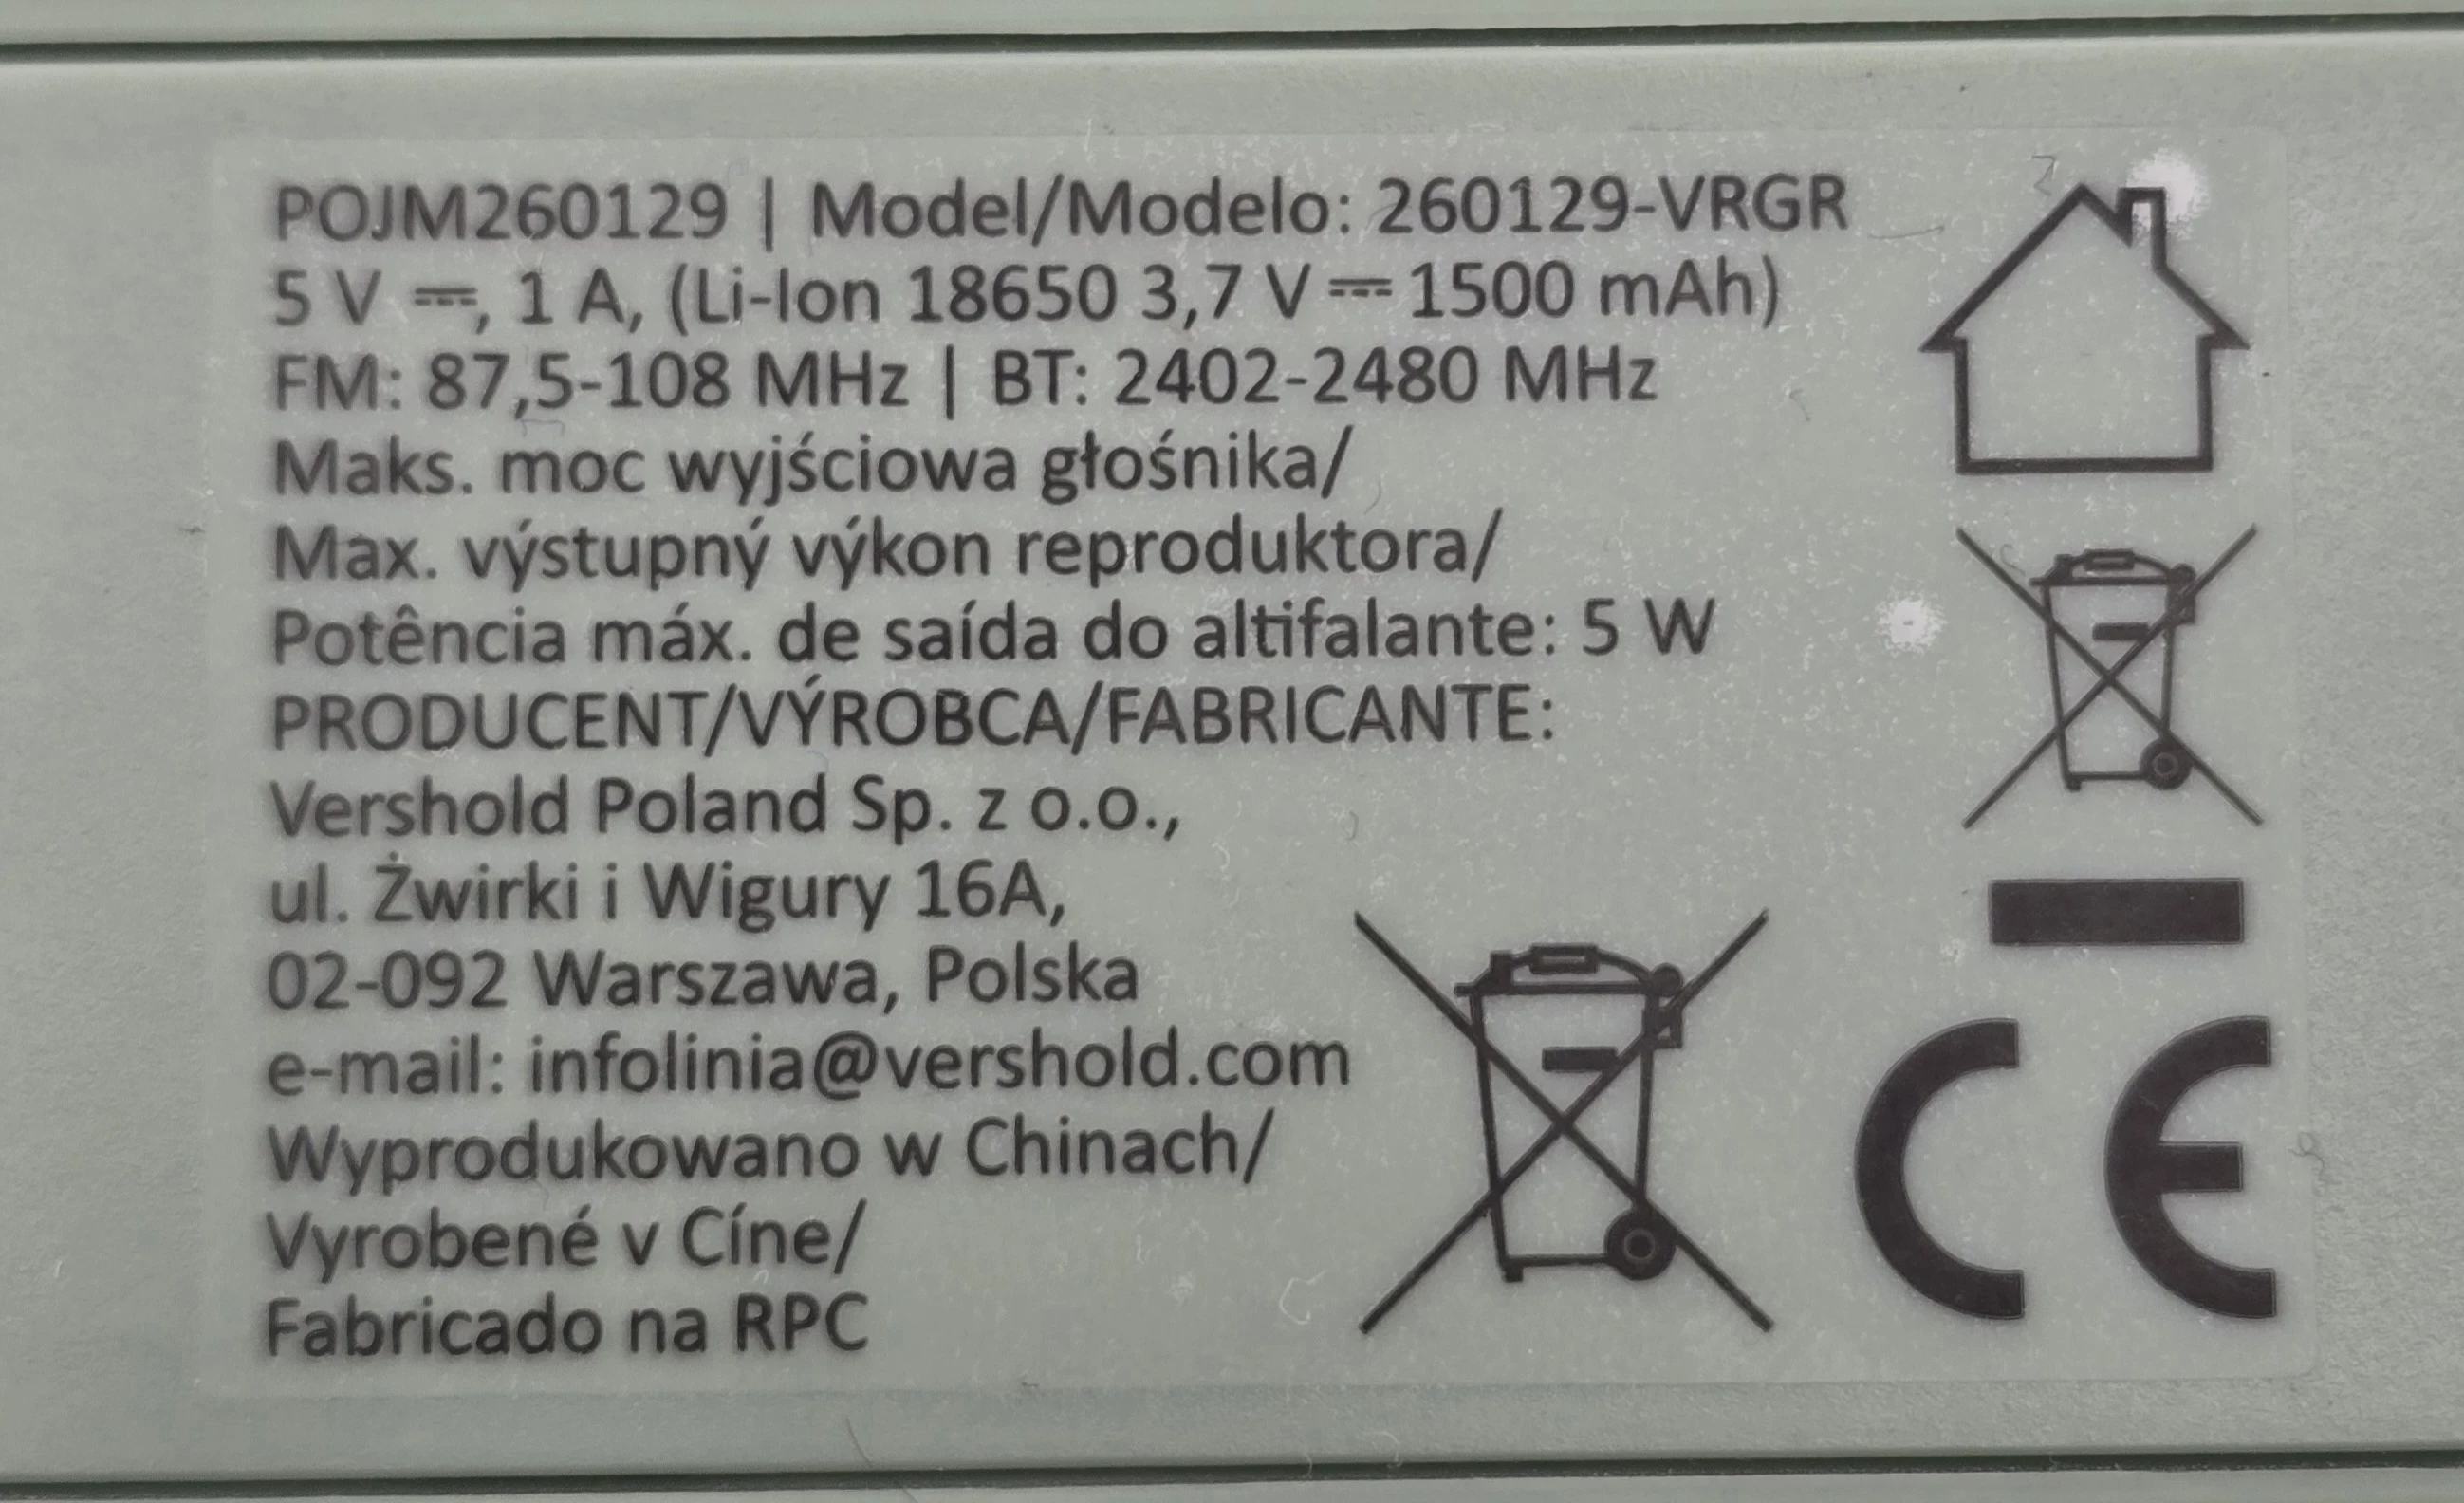 POJM260129 | Model/Modelo: 260129-VRGR
5 V ⎓, 1 A, (Li-Ion 18650 3,7 V ⎓ 1500 mAh)
FM: 87,5-108 MHz | BT: 2402-2480 MHz
Maks. moc wyjściowa głośnika/
Max. výstupný výkon reproduktora/
Potência máx. de saída do altifalante: 5 W
PRODUCENT/VÝROBCA/FABRICANTE:
Vershold Poland Sp. z o.o.,
ul. Żwirki i Wigury 16A,
02-092 Warszawa, Polska
e-mail: infolinia@vershold.com
Wyprodukowano w Chinach/
Vyrobené v Cíne/
Fabricado na RPC
CE